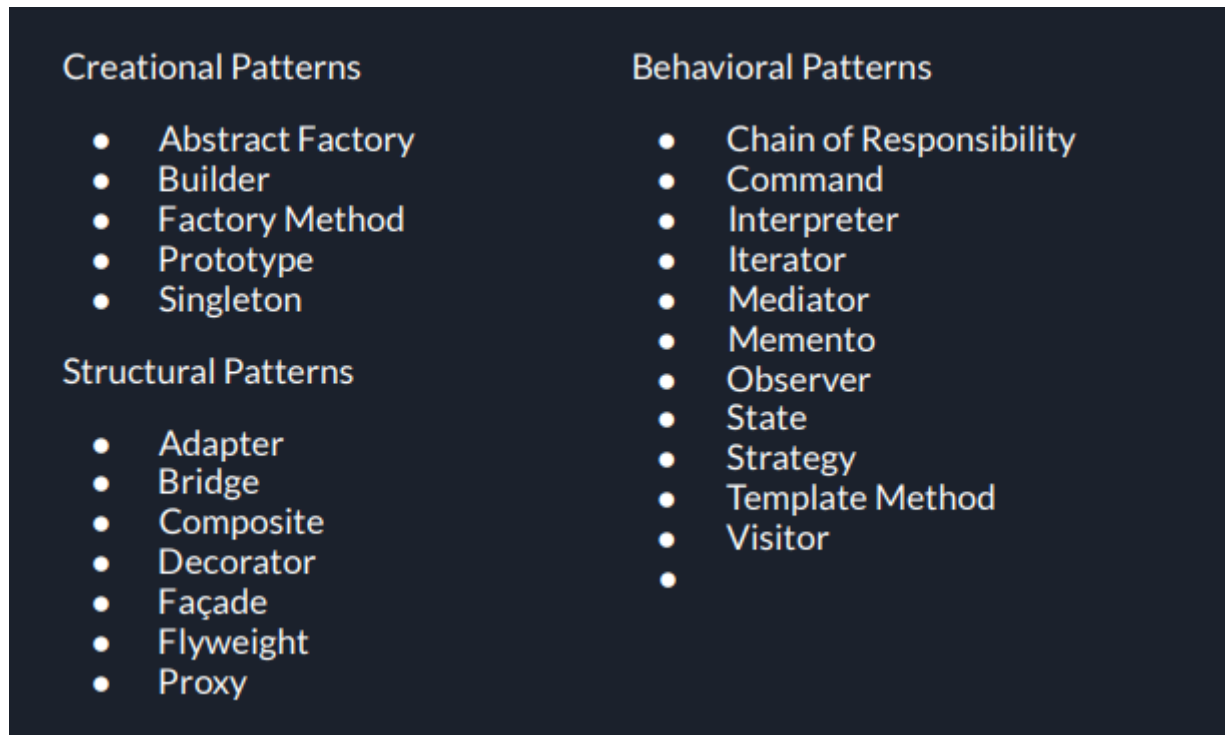 Creational Patterns
● Abstract Factory
● Builder
● Factory Method
● Prototype
● Singleton
Structural Patterns
● Adapter
● Bridge
● Composite
● Decorator
● Façade
● Flyweight
● Proxy
Behavioral Patterns
● Chain of Responsibility
● Command
● Interpreter
● Iterator
● Mediator
● Memento
● Observer
● State
● Strategy
● Template Method
● Visitor
●